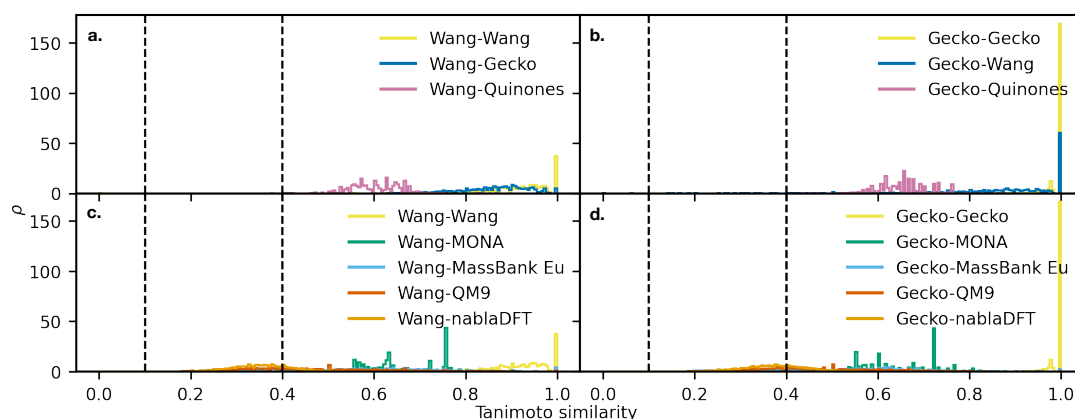 a.
Wang-Wang
Wang-Gecko
Wang-Quinones
150
100
50
0
b.
Gecko-Gecko
Gecko-Wang
Gecko-Quinones
ρ
c.
Wang-Wang
Wang-MONA
Wang-MassBank Eu
Wang-QM9
Wang-nablaDFT
150
100
50
0
d.
Gecko-Gecko
Gecko-MONA
Gecko-MassBank Eu
Gecko-QM9
Gecko-nablaDFT
0.0 0.2 0.4 0.6 0.8 1.0
0.0 0.2 0.4 0.6 0.8 1.0
Tanimoto similarity